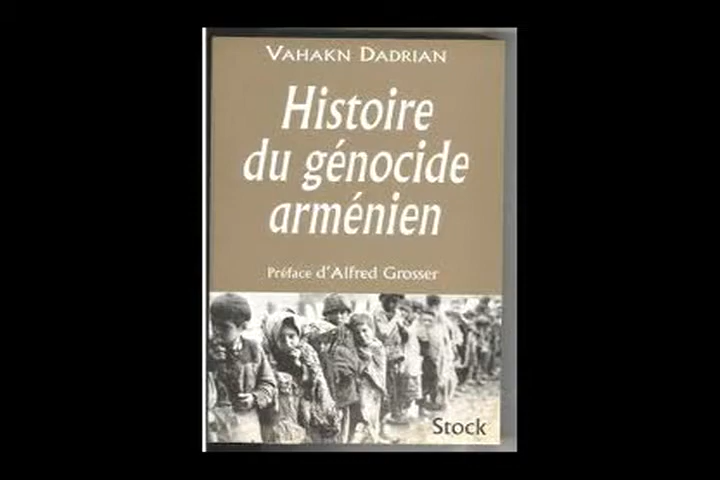 VAHAKN DADRIAN
Histoire
du génocide
arménien
Préface d'Alfred Grosser
Stock